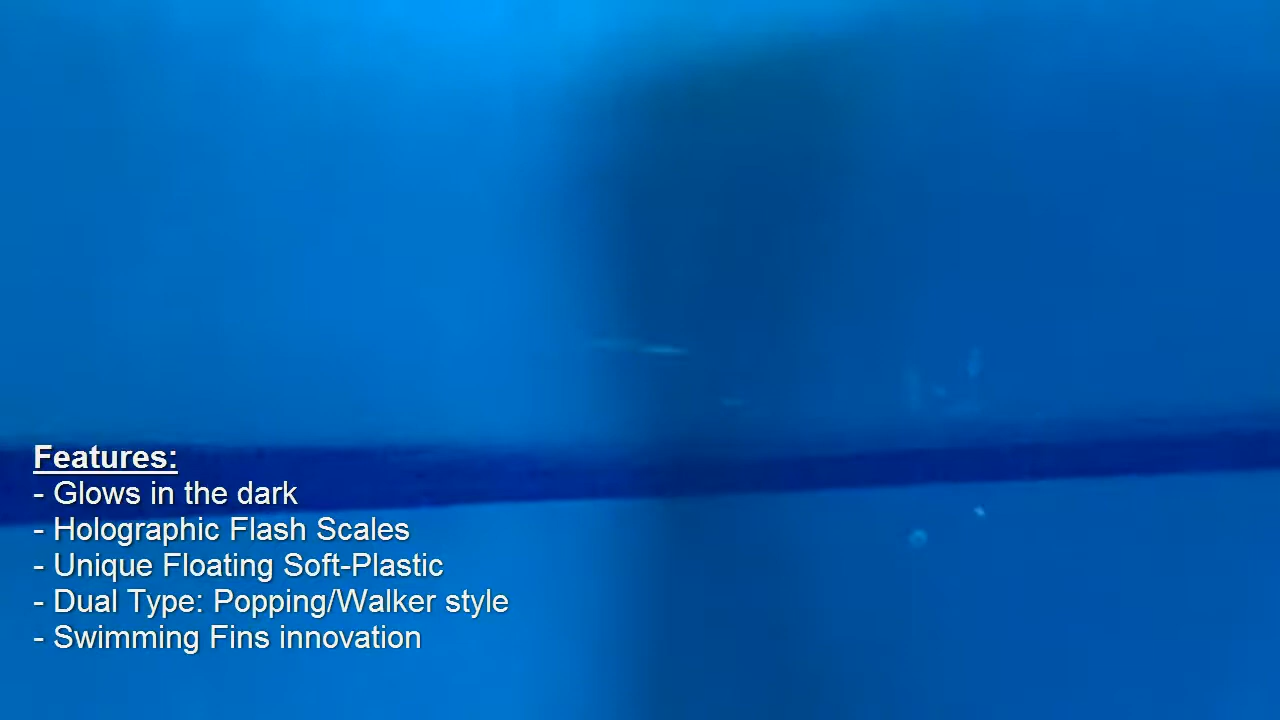 Features:
- Glows in the dark
- Holographic Flash Scales
- Unique Floating Soft-Plastic
- Dual Type: Popping/Walker style
- Swimming Fins innovation